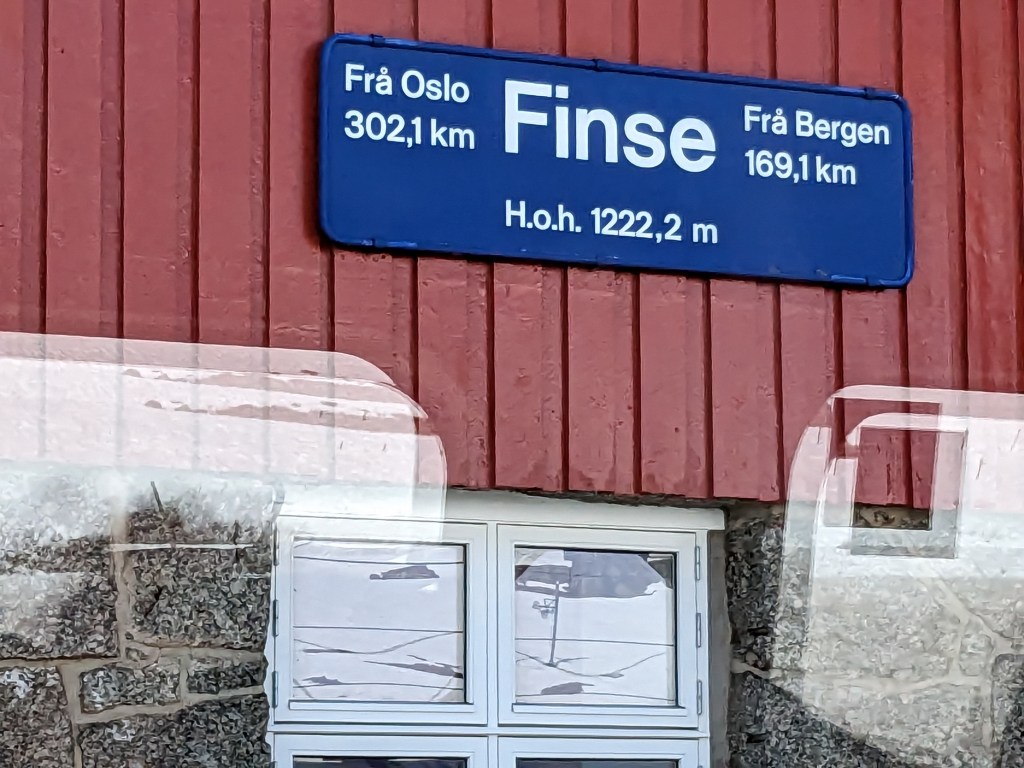 Frå Oslo
302,1 km
Finse
H.o.h. 1222,2 m
Frå Bergen
169,1 km